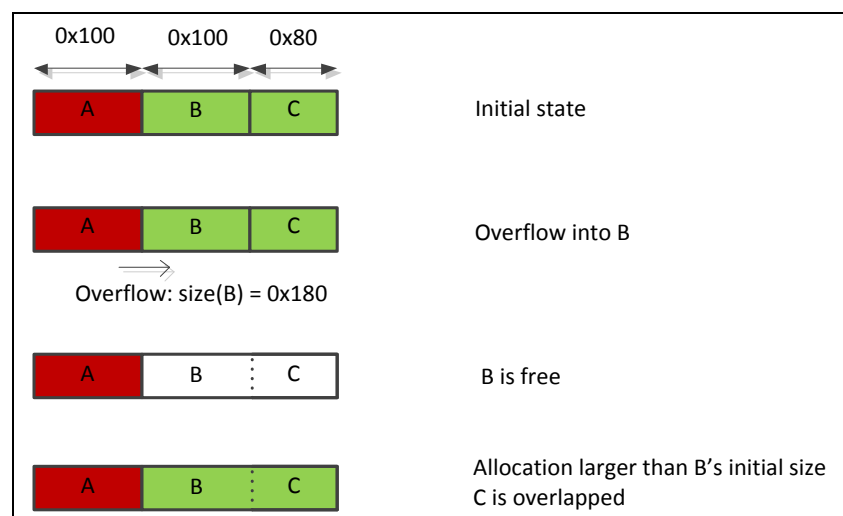 0x100 0x100 0x80
A B C Initial state
A B C Overflow into B
Overflow: size(B) = 0x180
A B C B is free
A B C Allocation larger than B's initial size
C is overlapped